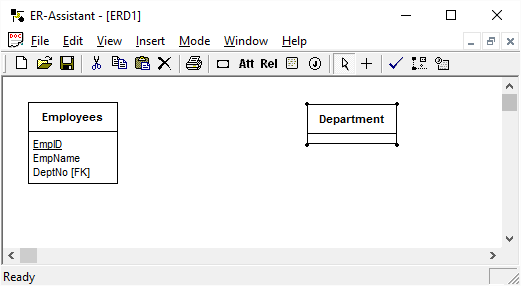 ER-Assistant - [ERD1]
DOC
File Edit View Insert Mode Window Help
Att Rel
Employees
EmpID
EmpName
DeptNo [FK]
Department
Ready